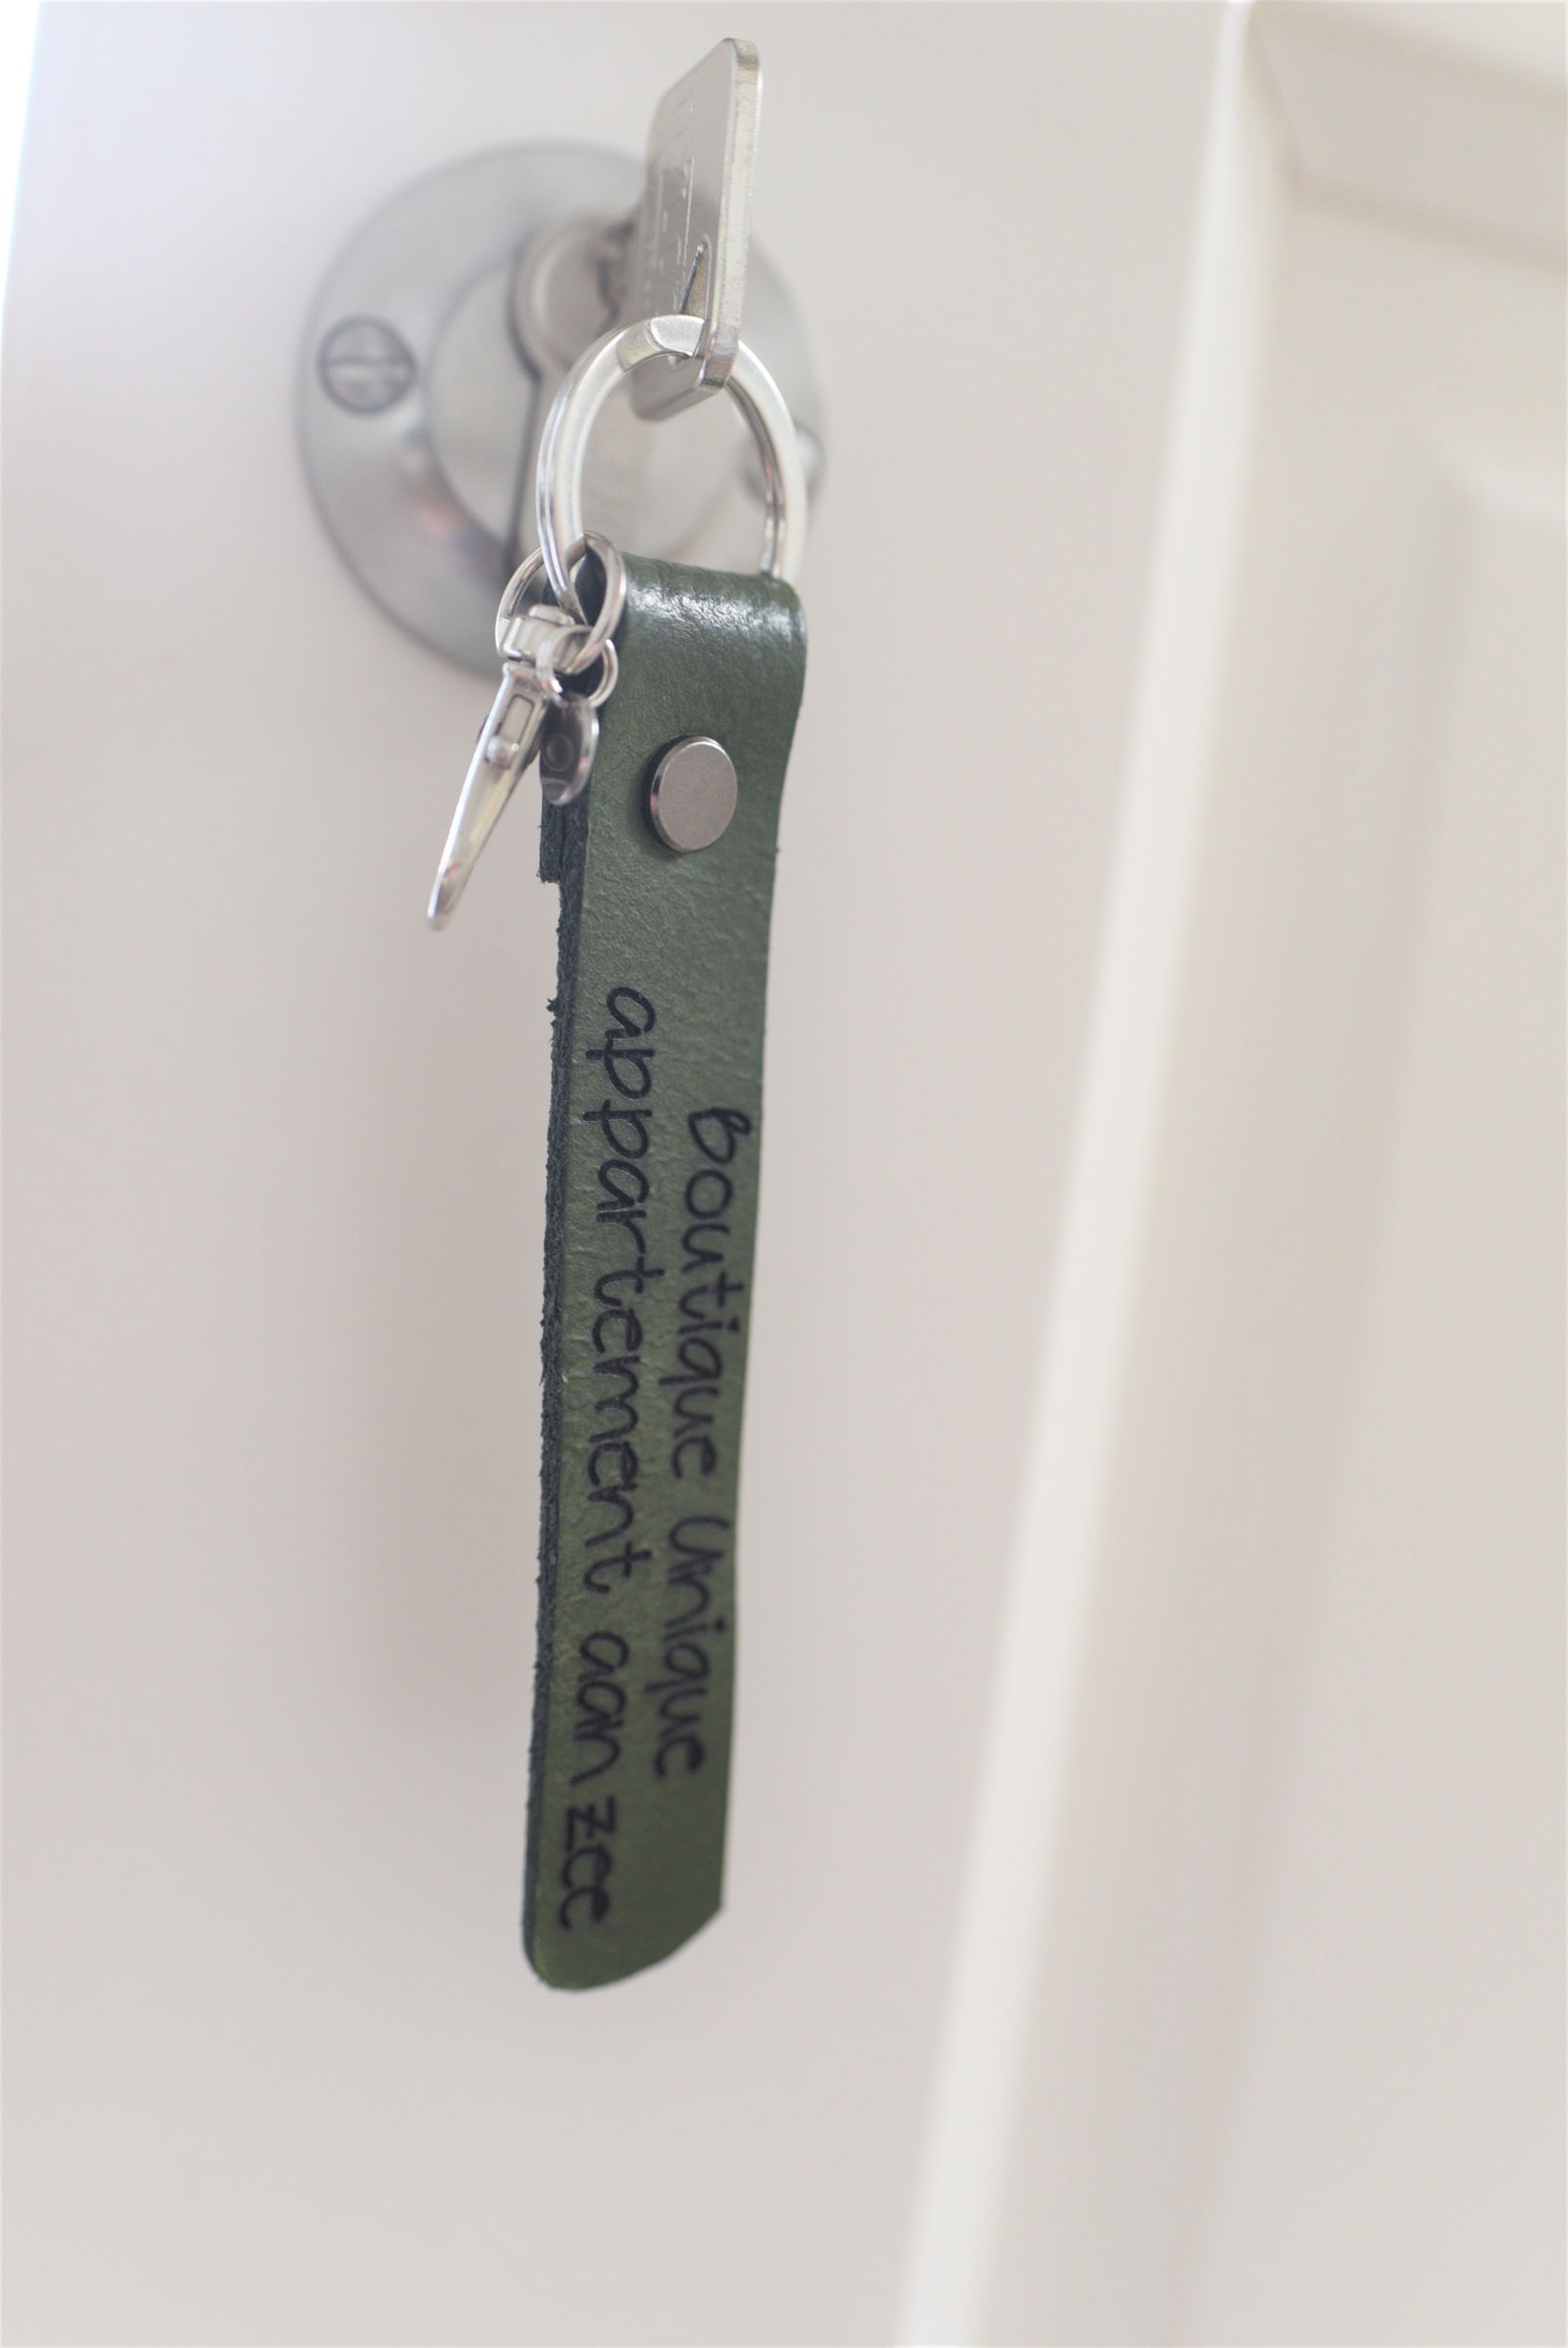 Boutique Unique
appartement aan zee